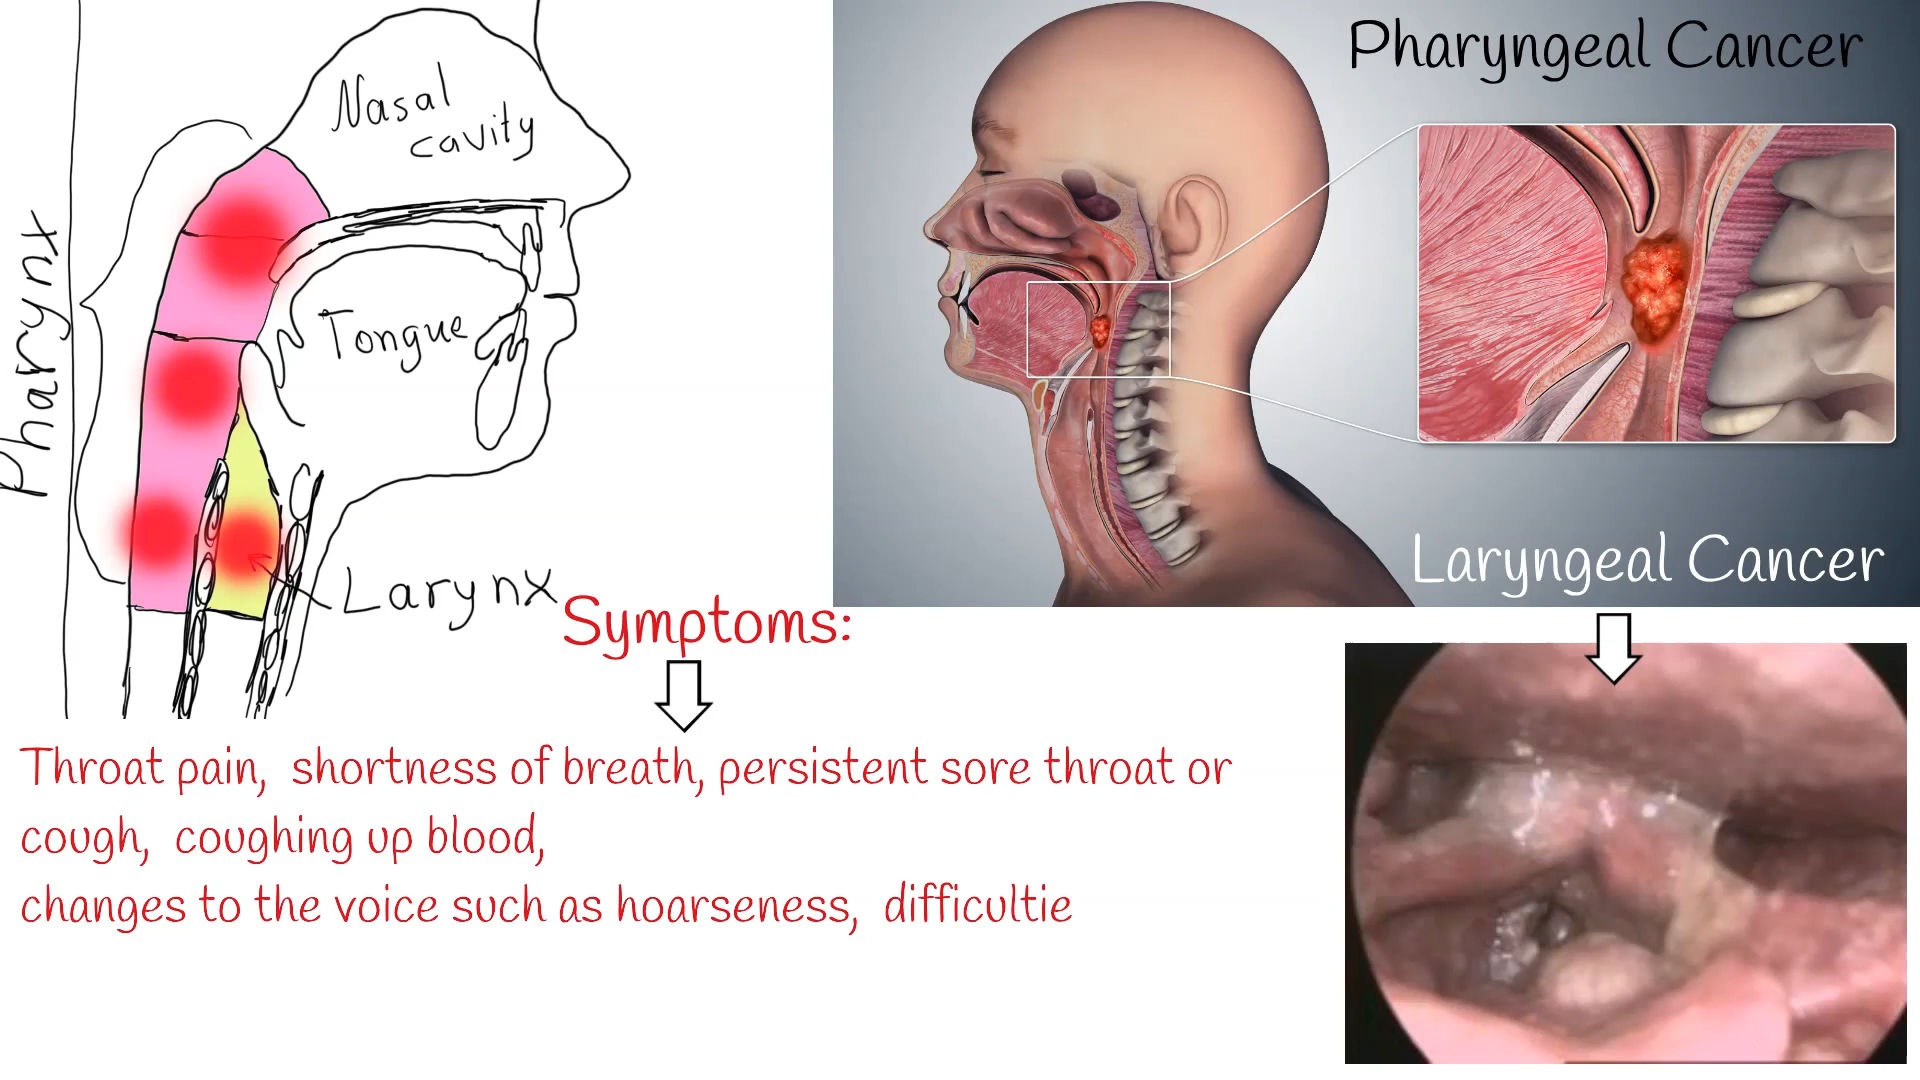 Nasal
cavity
Pharynx
Tongue
Larynx
Pharyngeal Cancer
Laryngeal Cancer
Symptoms:
Throat pain, shortness of breath, persistent sore throat or
cough, coughing up blood,
changes to the voice such as hoarseness, difficultie